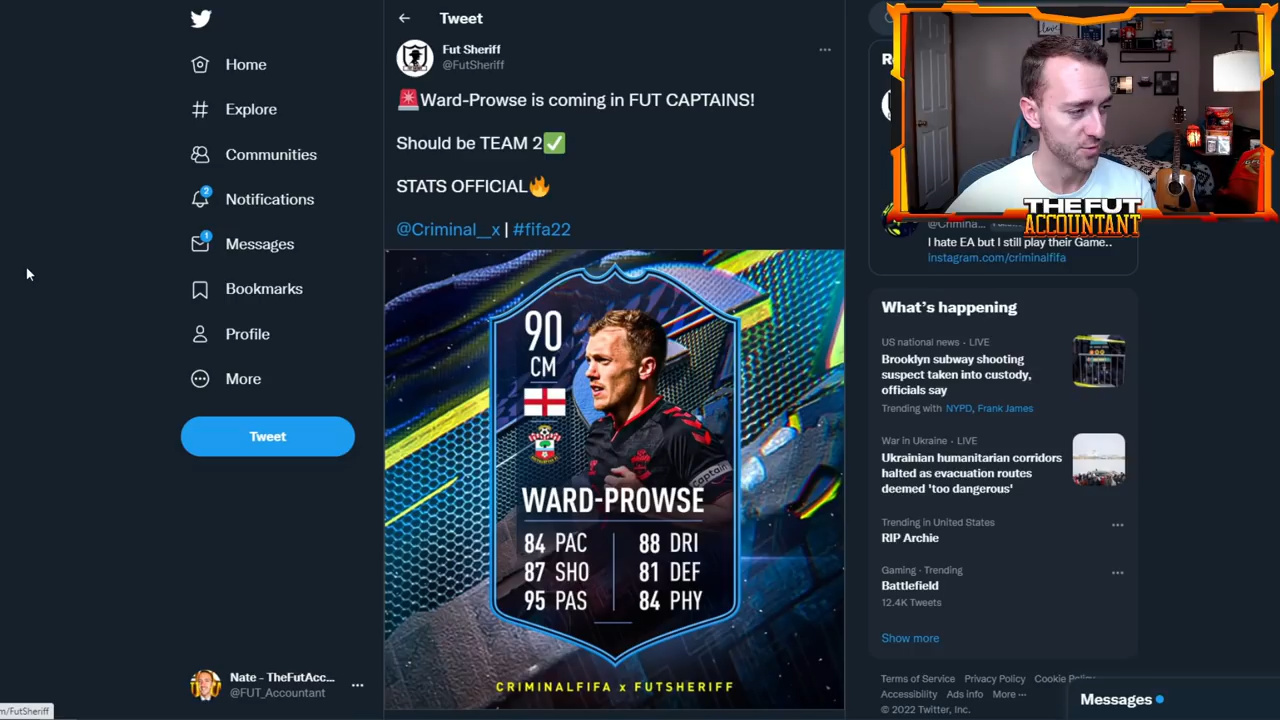 Home
Explore
Communities
2
Notifications
1
Messages
Bookmarks
Profile
More
Tweet
Nate - TheFutAcc...
@FUT_Accountant
m/FutSheriff
Tweet
Fut Sheriff
@FutSheriff
🚨Ward-Prowse is coming in FUT CAPTAINS!
Should be TEAM 2✅
STATS OFFICIAL🔥
@Criminal__x | #fifa22
90
CM
Captain
WARD-PROWSE
84 PAC 88 DRI
87 SHO 81 DEF
95 PAS 84 PHY
CRIMINALFIFA x FUTSHERIFF
THE FUT
ACCOUNTANT
@Crimina...
I hate EA but I still play their Game..
instagram.com/criminalfifa
What's happening
US national news · LIVE
Brooklyn subway shooting
suspect taken into custody,
officials say
Trending with NYPD, Frank James
War in Ukraine · LIVE
Ukrainian humanitarian corridors
halted as evacuation routes
deemed 'too dangerous'
Trending in United States
RIP Archie
Gaming · Trending
Battlefield
12.4K Tweets
Show more
Terms of Service Privacy Policy Cookie Policy
Accessibility Ads info More ···
© 2022 Twitter, Inc.
Messages